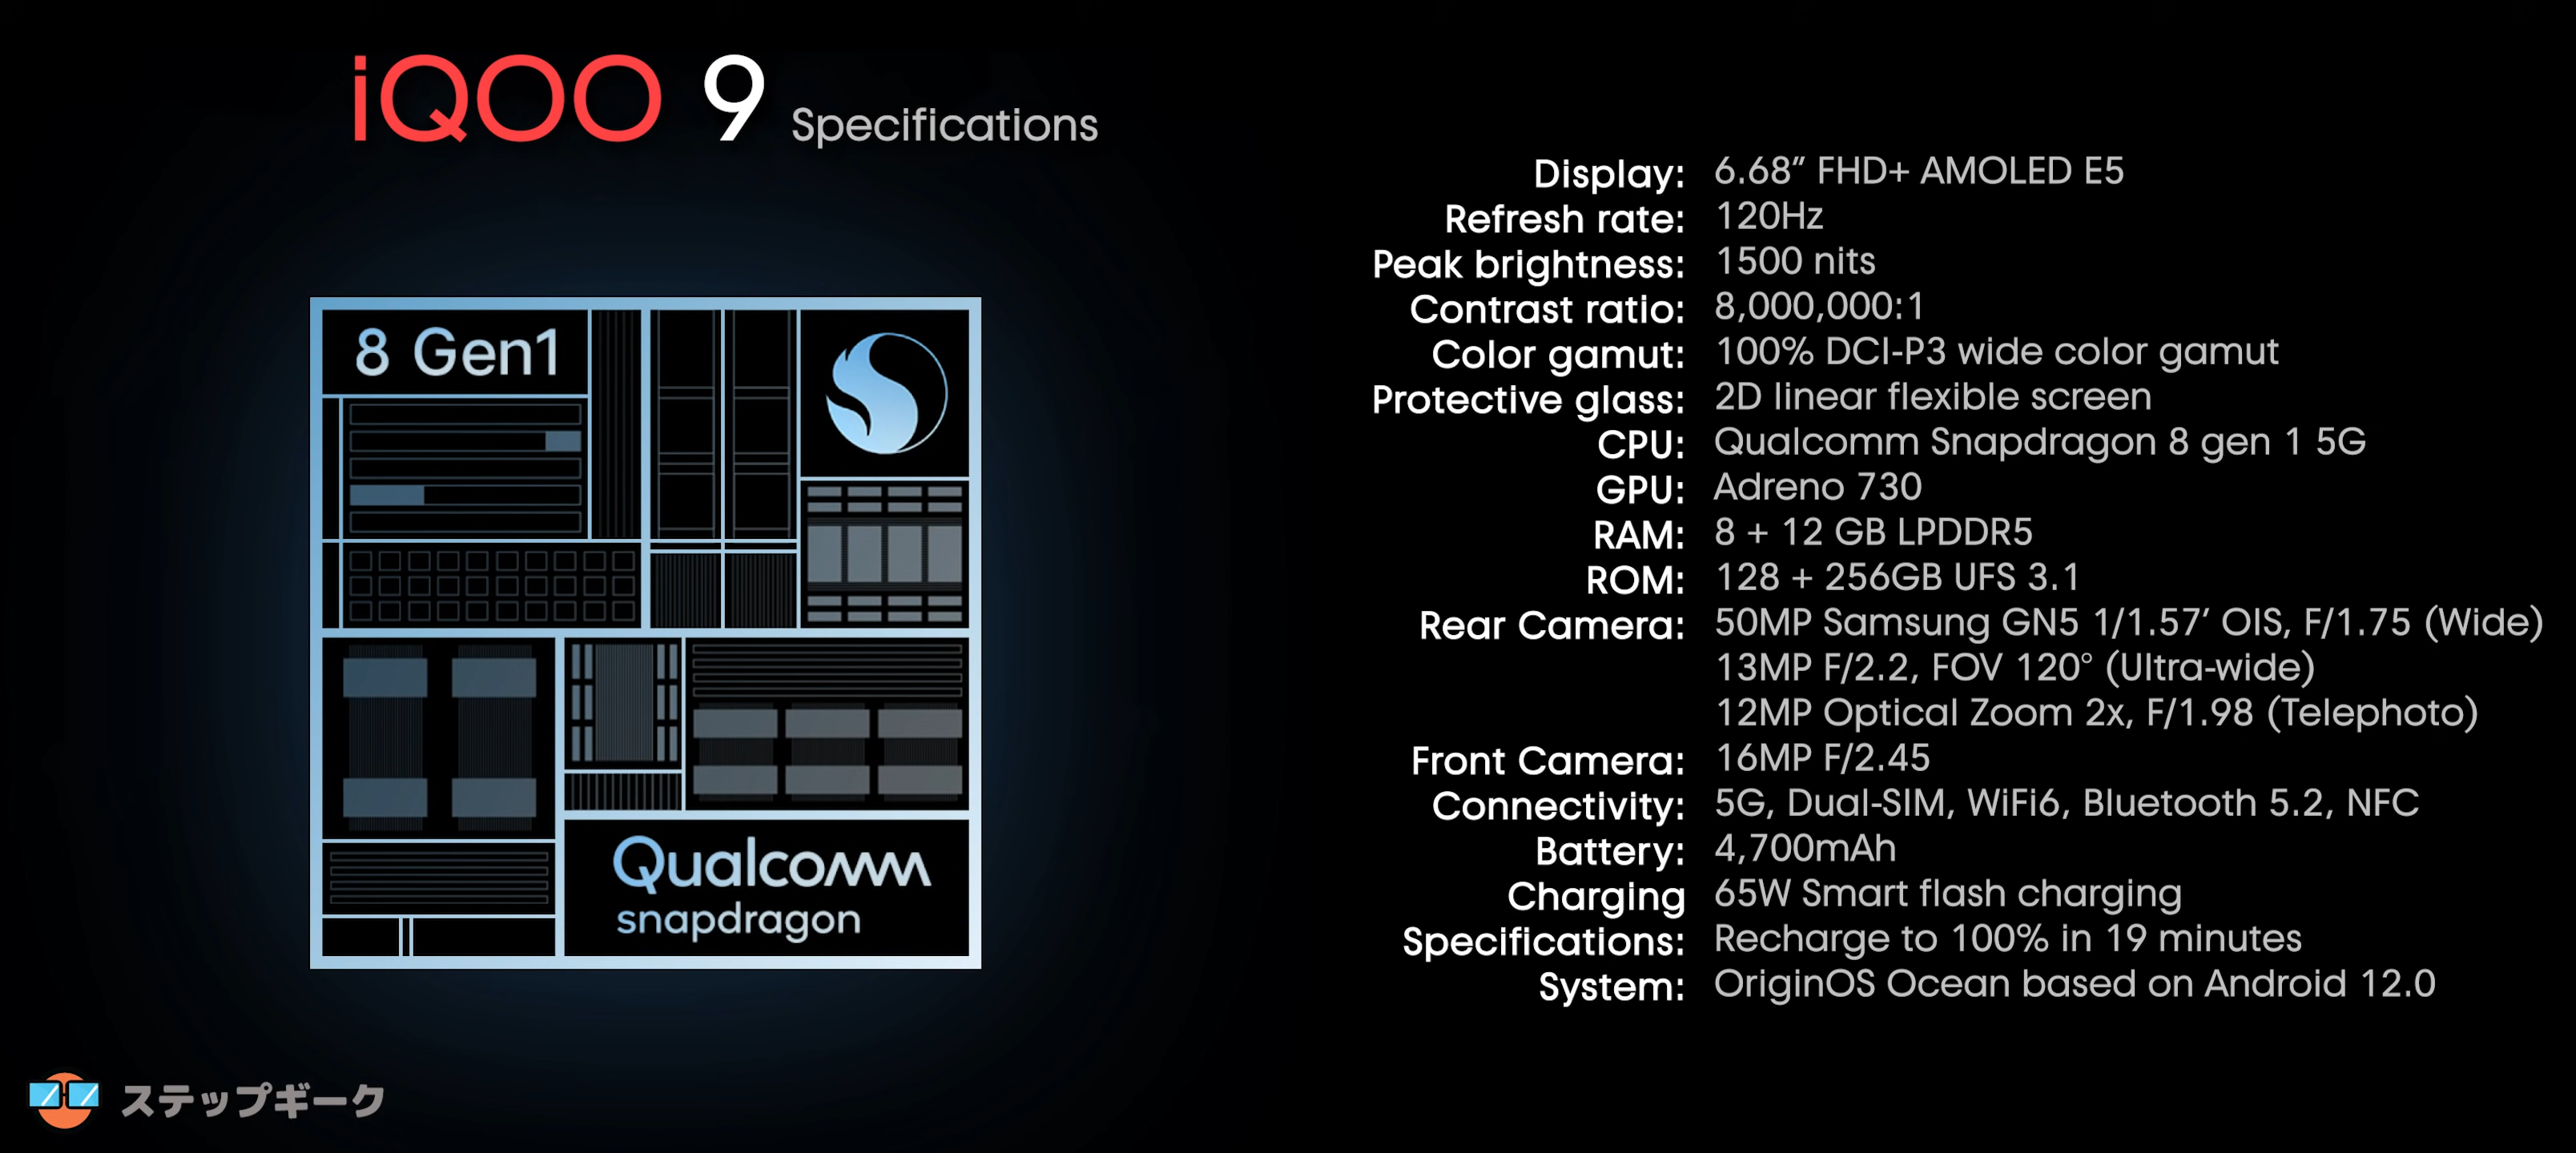 iQOO 9 Specifications
8 Gen1
Qualcomm
snapdragon
Display: 6.68” FHD+ AMOLED E5
Refresh rate: 120Hz
Peak brightness: 1500 nits
Contrast ratio: 8,000,000:1
Color gamut: 100% DCI-P3 wide color gamut
Protective glass: 2D linear flexible screen
CPU: Qualcomm Snapdragon 8 gen 1 5G
GPU: Adreno 730
RAM: 8 + 12 GB LPDDR5
ROM: 128 + 256GB UFS 3.1
Rear Camera: 50MP Samsung GN5 1/1.57’ OIS, F/1.75 (Wide)
13MP F/2.2, FOV 120° (Ultra-wide)
12MP Optical Zoom 2x, F/1.98 (Telephoto)
Front Camera: 16MP F/2.45
Connectivity: 5G, Dual-SIM, WiFi6, Bluetooth 5.2, NFC
Battery: 4,700mAh
Charging 65W Smart flash charging
Specifications: Recharge to 100% in 19 minutes
System: OriginOS Ocean based on Android 12.0
ステップギーク